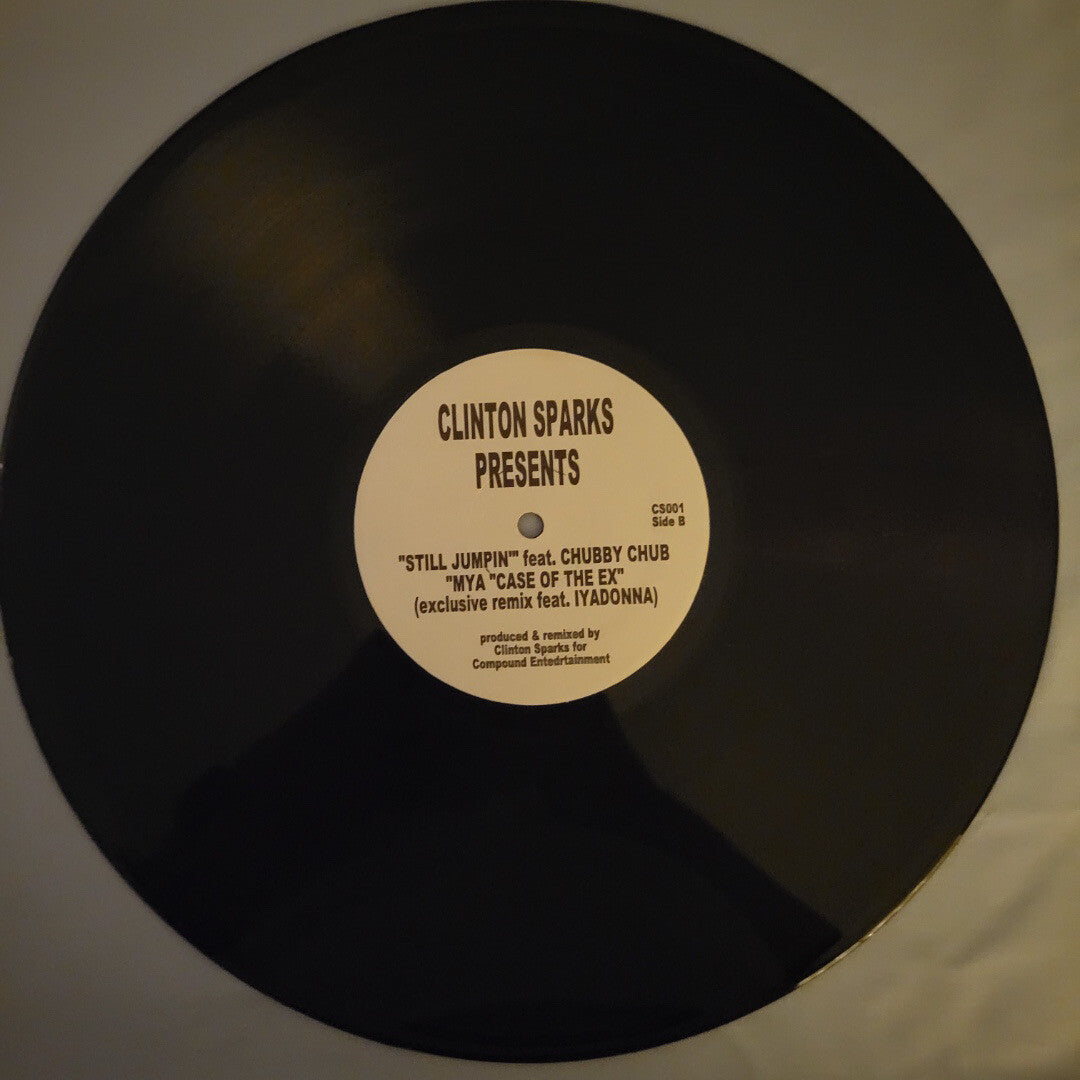 CLINTON SPARKS
PRESENTS
CS001
Side B
"STILL JUMPIN'" feat. CHUBBY CHUB
"MYA "CASE OF THE EX"
(exclusive remix feat. IYADONNA)
produced & remixed by
Clinton Sparks for
Compound Entedrtainment